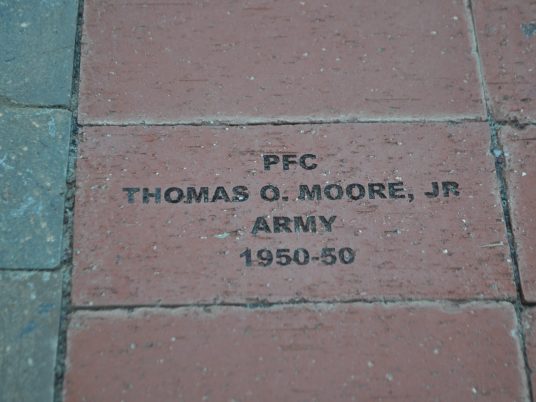 PFC
THOMAS O. MOORE, JR
ARMY
1950-50